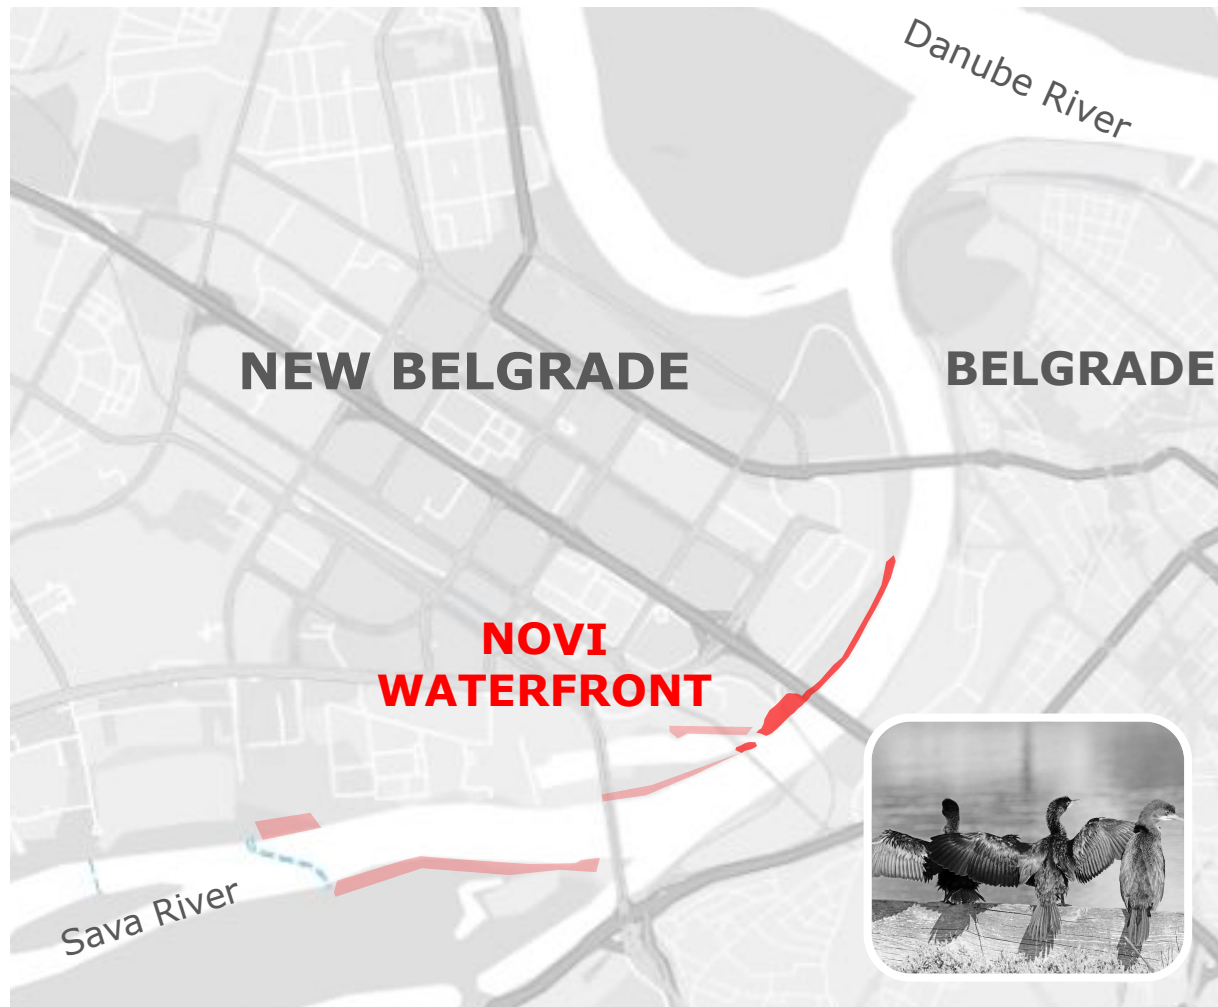 Danube River
NEW BELGRADE
BELGRADE
NOVI
WATERFRONT
Sava River